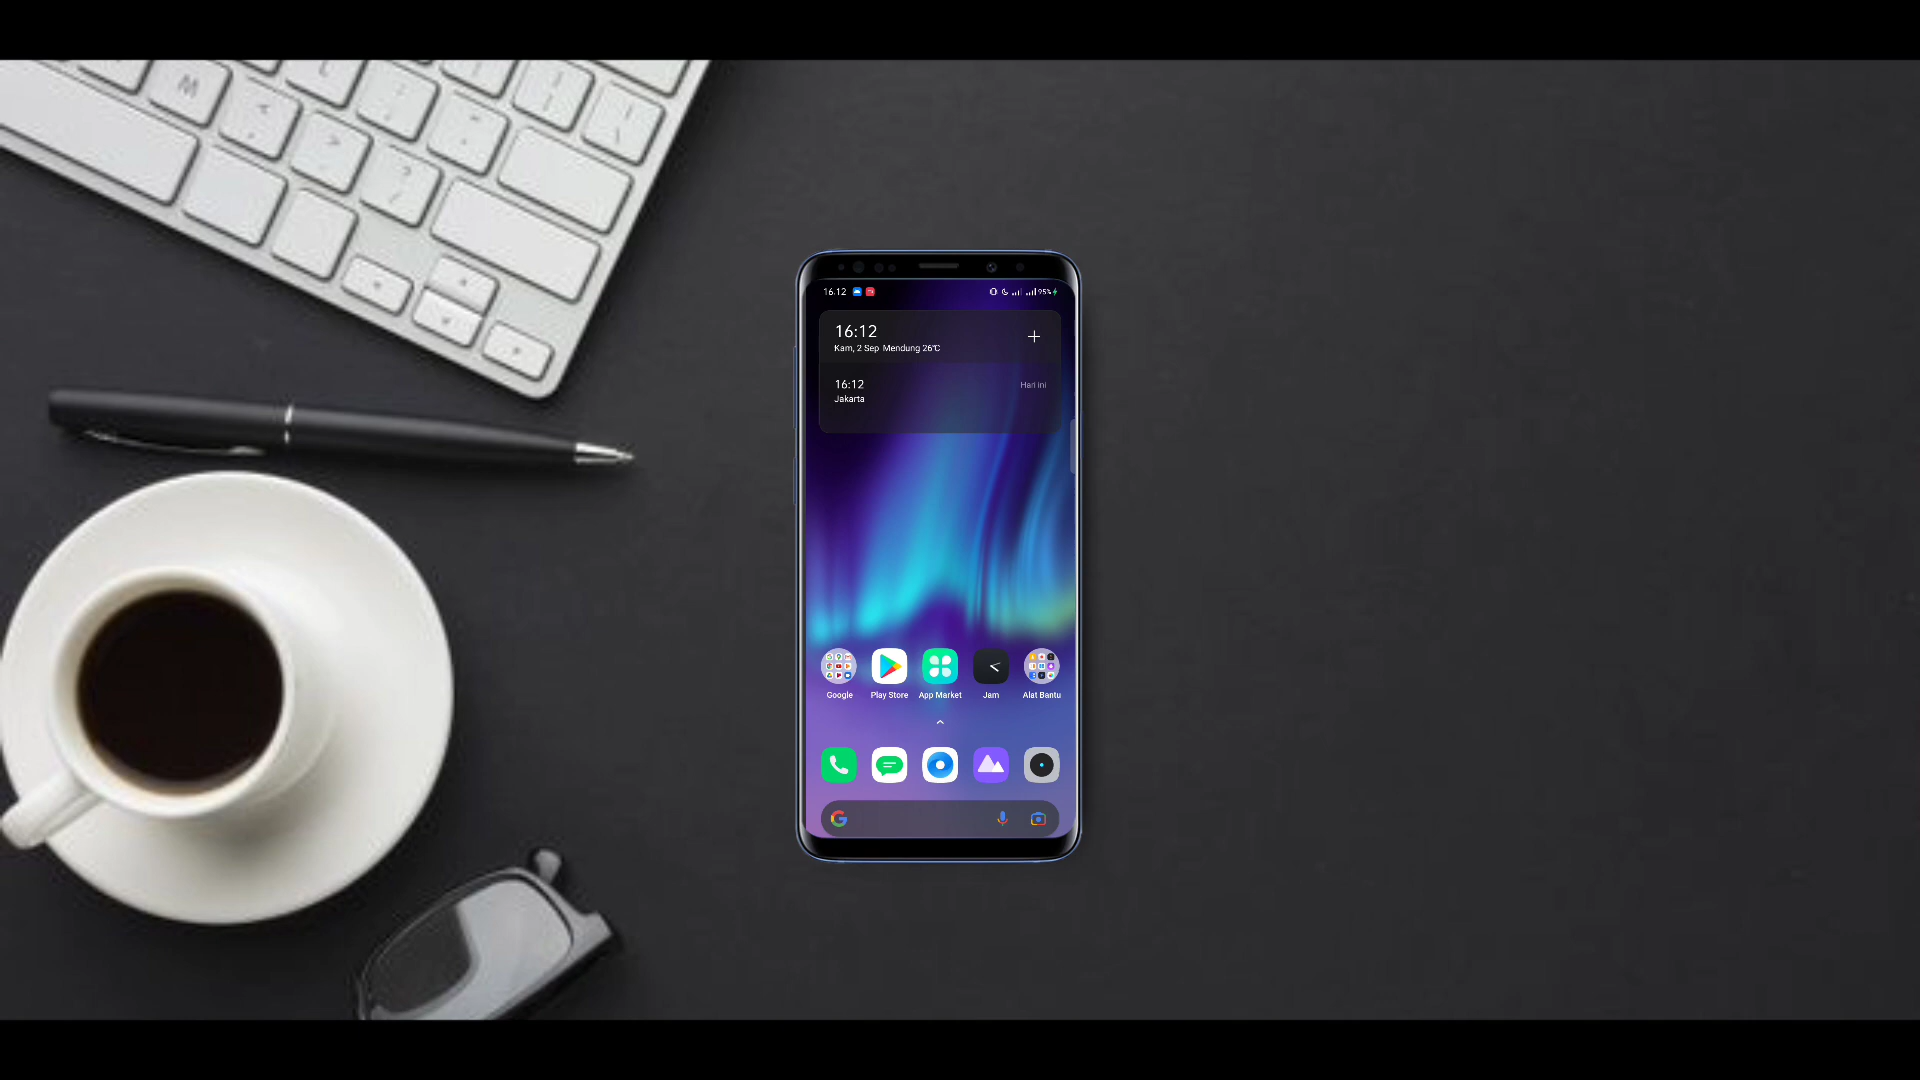 16.12
95%
16:12
Kam, 2 Sep Mendung 26°C
16:12
Hari ini
Jakarta
Google
Play Store
App Market
Jam
Alat Bantu
M